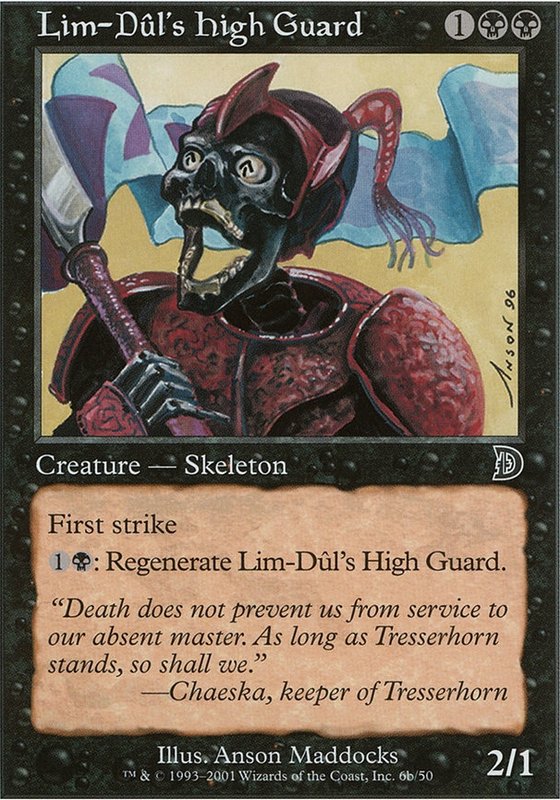 Lim-Dûl's High Guard 1
ANSON 96
Creature — Skeleton
First strike
1 : Regenerate Lim-Dûl's High Guard.
“Death does not prevent us from service to
our absent master. As long as Tresserhorn
stands, so shall we.”
—Chaeska, keeper of Tresserhorn
Illus. Anson Maddocks
™ & © 1993–2001 Wizards of the Coast, Inc. 6b/50
2/1